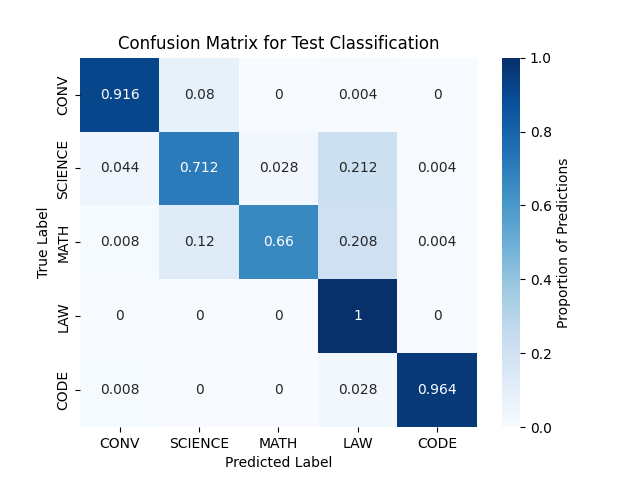 Confusion Matrix for Test Classification
True Label
CONV 0.916 0.08 0 0.004 0
SCIENCE 0.044 0.712 0.028 0.212 0.004
MATH 0.008 0.12 0.66 0.208 0.004
LAW 0 0 0 1 0
CODE 0.008 0 0 0.028 0.964
CONV SCIENCE MATH LAW CODE
Predicted Label
1.0
0.8
0.6
0.4
0.2
0.0
Proportion of Predictions